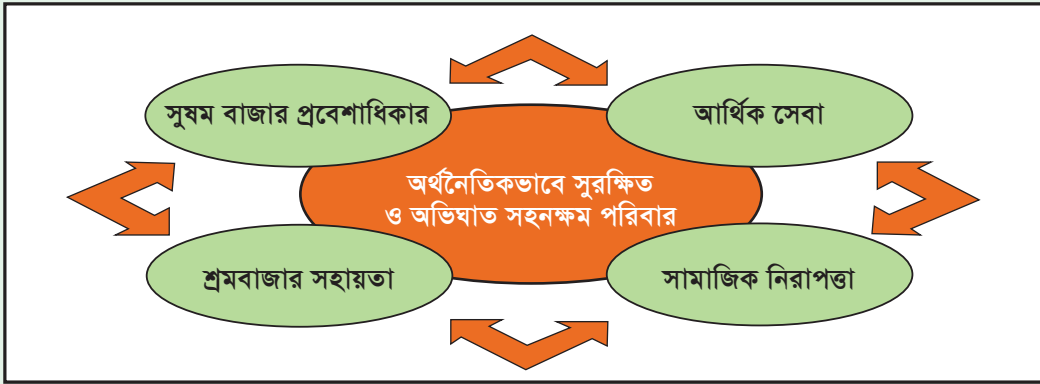 সুষম বাজার প্রবেশাধিকার
আর্থিক সেবা
অর্থনৈতিকভাবে সুরক্ষিত
ও অভিঘাত সহনক্ষম পরিবার
শ্রমবাজার সহায়তা
সামাজিক নিরাপত্তা